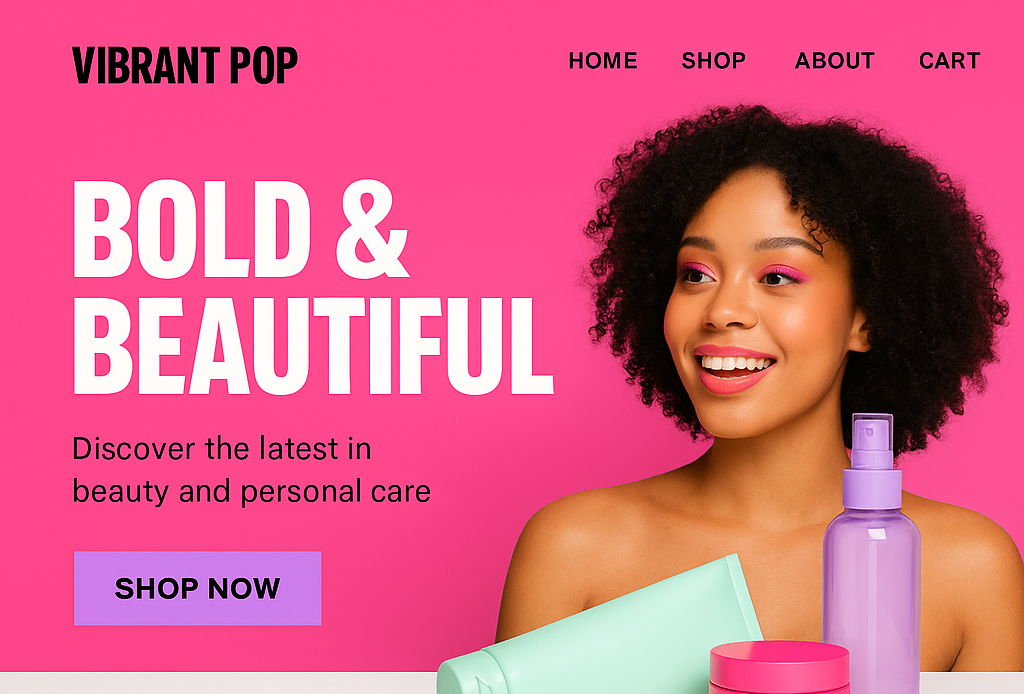 VIBRANT POP
HOME SHOP ABOUT CART
BOLD &
BEAUTIFUL
Discover the latest in
beauty and personal care
SHOP NOW